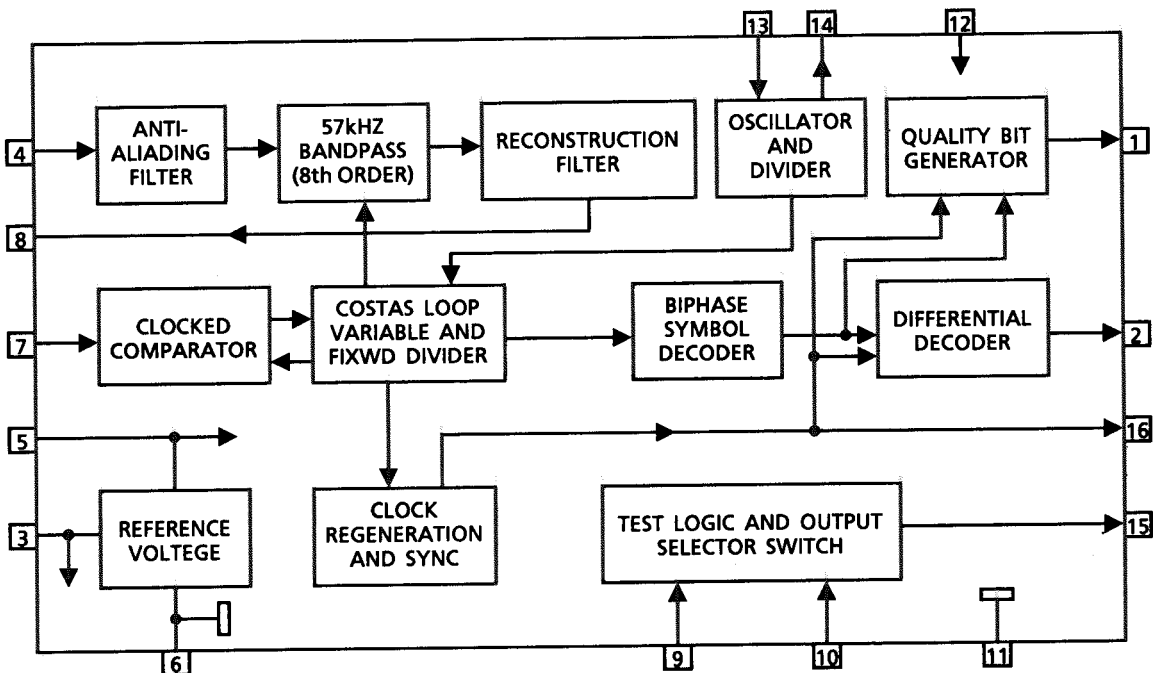 13
14
12
4
ANTI-
ALIADING
FILTER
57kHZ
BANDPASS
(8th ORDER)
RECONSTRUCTION
FILTER
OSCILLATOR
AND
DIVIDER
QUALITY BIT
GENERATOR
1
8
7
CLOCKED
COMPARATOR
COSTAS LOOP
VARIABLE AND
FIXWD DIVIDER
BIPHASE
SYMBOL
DECODER
DIFFERENTIAL
DECODER
2
5
16
3
REFERENCE
VOLTEGE
CLOCK
REGENERATION
AND SYNC
TEST LOGIC AND OUTPUT
SELECTOR SWITCH
15
6
9
10
11